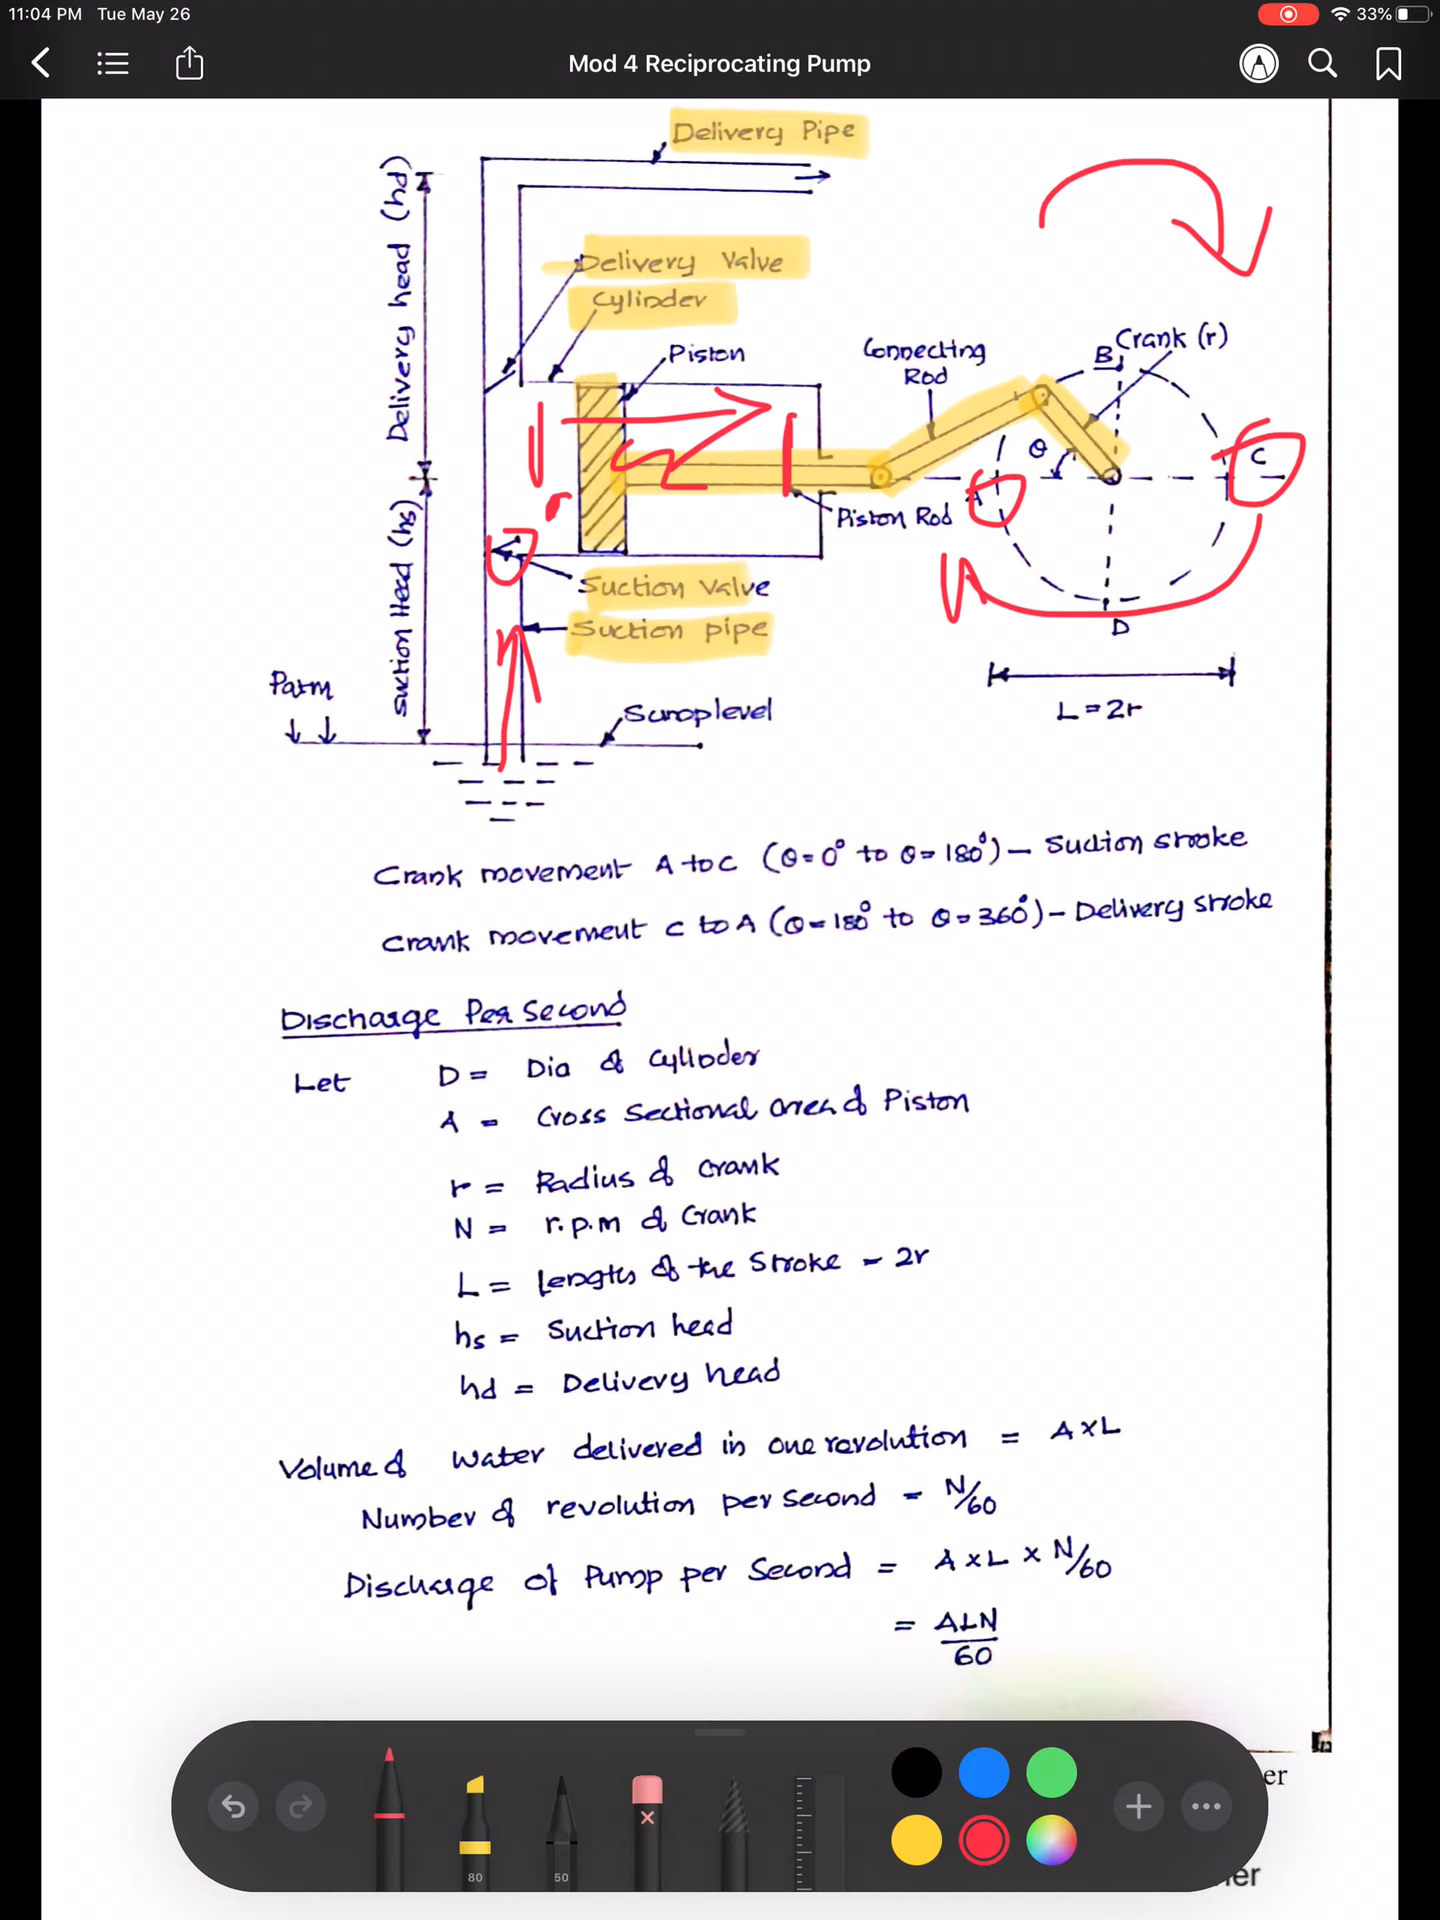 11:04 PM Tue May 26
33%
Mod 4 Reciprocating Pump
Delivery Pipe
Delivery head (hd)
Delivery Valve
Cylinder
Piston
Connecting
Rod
Crank (r)
B
θ
A
C
Piston Rod
Suction Head (hs)
Suction Valve
Suction pipe
D
Patm
Sump level
L = 2r
Crank movement A to C (θ = 0° to θ = 180°) – Suction stroke
Crank movement C to A (θ = 180° to θ = 360°) – Delivery stroke
Discharge Per Second
Let D = Dia of Cylinder
A = Cross Sectional area of Piston
r = Radius of Crank
N = r.p.m of Crank
L = Length of the Stroke = 2r
hs = Suction head
hd = Delivery head
Volume of Water delivered in one revolution = A×L
Number of revolution per second = N/60
Discharge of Pump per Second = A×L × N/60
= ALN
60
er
80
50